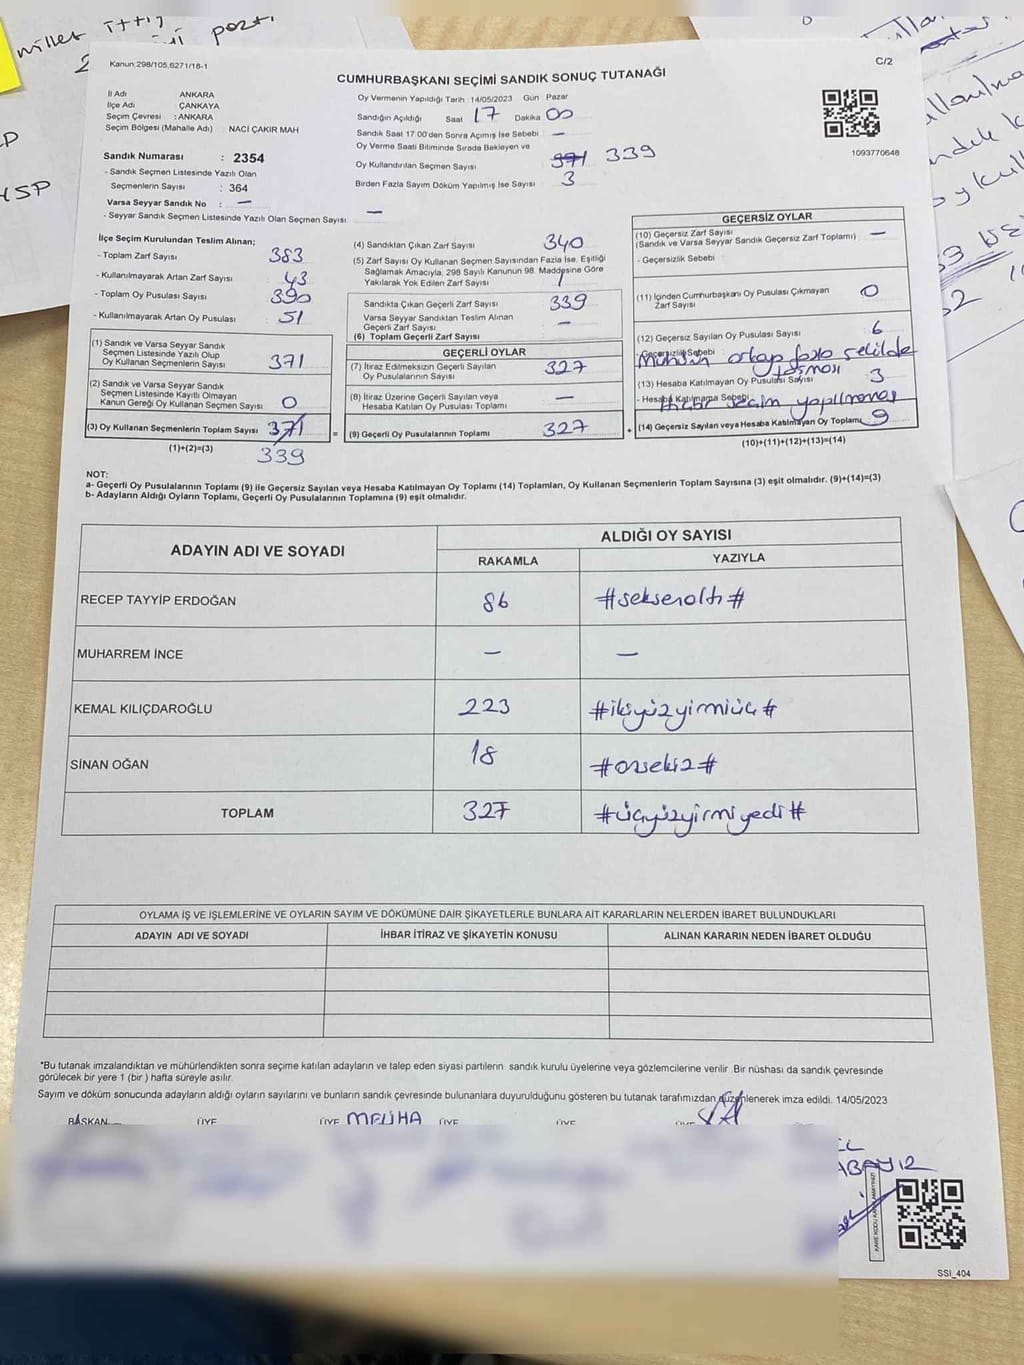 millet ittif
pozt
Kanun 298/105,6271/18-1
C/2
CUMHURBAŞKANI SEÇİMİ SANDIK SONUÇ TUTANAĞI
İl Adı ANKARA
İlçe Adı ÇANKAYA
Seçim Çevresi : ANKARA
Seçim Bölgesi (Mahalle Adı) NACİ ÇAKIR MAH
Sandık Numarası : 2354
- Sandık Seçmen Listesinde Yazılı Olan
Seçmenlerin Sayısı : 364
Varsa Seyyar Sandık No : —
- Seyyar Sandık Seçmen Listesinde Yazılı Olan Seçmen Sayısı —
Oy Vermenin Yapıldığı Tarih 14/05/2023 Gün Pazar
Sandığın Açıldığı Saat 17 Dakika 00
Sandık Saat 17:00'den Sonra Açımış İse Sebebi —
Oy Verme Saati Bitiminde Sırada Bekleyen ve
Oy Kullandırılan Seçmen Sayısı 371 339
Birden Fazla Sayım Döküm Yapılmış İse Sayısı 3
1093770648
İlçe Seçim Kurulundan Teslim Alınan;
- Toplam Zarf Sayısı 383
- Kullanılmayarak Artan Zarf Sayısı 43
- Toplam Oy Pusulası Sayısı 390
- Kullanılmayarak Artan Oy Pusulası 51
(1) Sandık ve Varsa Seyyar Sandık
Seçmen Listesinde Yazılı Olup
Oy Kullanan Seçmenlerin Sayısı 371
(2) Sandık ve Varsa Seyyar Sandık
Seçmen Listesinde Kayıtlı Olmayan
Kanun Gereği Oy Kullanan Seçmen Sayısı 0
(3) Oy Kullanan Seçmenlerin Toplam Sayısı 371 =
(1)+(2)=(3) 339
(4) Sandıktan Çıkan Zarf Sayısı 340
(5) Zarf Sayısı Oy Kullanan Seçmen Sayısından Fazla İse, Eşitliği
Sağlamak Amacıyla, 298 Sayılı Kanunun 98. Maddesine Göre
Yakılarak Yok Edilen Zarf Sayısı 1
Sandıkta Çıkan Geçerli Zarf Sayısı 339
Varsa Seyyar Sandıktan Teslim Alınan
Geçerli Zarf Sayısı —
(6) Toplam Geçerli Zarf Sayısı
GEÇERLİ OYLAR
(7) İtiraz Edilmeksizin Geçerli Sayılan
Oy Pusulalarının Sayısı 327
(8) İtiraz Üzerine Geçerli Sayılan veya
Hesaba Katılan Oy Pusulası Toplamı —
(9) Geçerli Oy Pusulalarının Toplamı 327 +
GEÇERSİZ OYLAR
(10) Geçersiz Zarf Sayısı —
(Sandık ve Varsa Seyyar Sandık Geçersiz Zarf Toplamı)
- Geçersizlik Sebebi
(11) İçinden Cumhurbaşkanı Oy Pusulası Çıkmayan
Zarf Sayısı 0
(12) Geçersiz Sayılan Oy Pusulası Sayısı 6
- Geçersizlik Sebebi
Mührün ortak fazla şekilde
taşması
(13) Hesaba Katılmayan Oy Pusulası Sayısı 3
- Hesaba Katılmama Sebebi
seçim yapılmamış
(14) Geçersiz Sayılan veya Hesaba Katılmayan Oy Toplamı 9
(10)+(11)+(12)+(13)=(14)
NOT:
a- Geçerli Oy Pusulalarının Toplamı (9) ile Geçersiz Sayılan veya Hesaba Katılmayan Oy Toplamı (14) Toplamları, Oy Kullanan Seçmenlerin Toplam Sayısına (3) eşit olmalıdır. (9)+(14)=(3)
b- Adayların Aldığı Oyların Toplamı, Geçerli Oy Pusulalarının Toplamına (9) eşit olmalıdır.
ADAYIN ADI VE SOYADI ALDIĞI OY SAYISI
RAKAMLA YAZIYLA
RECEP TAYYİP ERDOĞAN 86 #seksenaltı#
MUHARREM İNCE — —
KEMAL KILIÇDAROĞLU 223 #ikiyüzyirmiüç#
SİNAN OĞAN 18 #onsekiz#
TOPLAM 327 #üçyüzyirmiyedi#
OYLAMA İŞ VE İŞLEMLERİNE VE OYLARIN SAYIM VE DÖKÜMÜNE DAİR ŞİKAYETLERLE BUNLARA AİT KARARLARIN NELERDEN İBARET BULUNDUKLARI
ADAYIN ADI VE SOYADI İHBAR İTİRAZ VE ŞİKAYETİN KONUSU ALINAN KARARIN NEDEN İBARET OLDUĞU
*Bu tutanak imzalandıktan ve mühürlendikten sonra seçime katılan adayların ve talep eden siyasi partilerin sandık kurulu üyelerine veya gözlemcilerine verilir .Bir nüshası da sandık çevresinde
görülecek bir yere 1 (bir ) hafta süreyle asılır.
Sayım ve döküm sonucunda adayların aldığı oyların sayılarını ve bunların sandık çevresinde bulunanlara duyurulduğunu gösteren bu tutanak tarafımızdan düzenlenerek imza edildi. 14/05/2023
BAŞKAN ÜYE ÜYE MELİHA ÜYE ÜYE ÜYE
SSİ_404